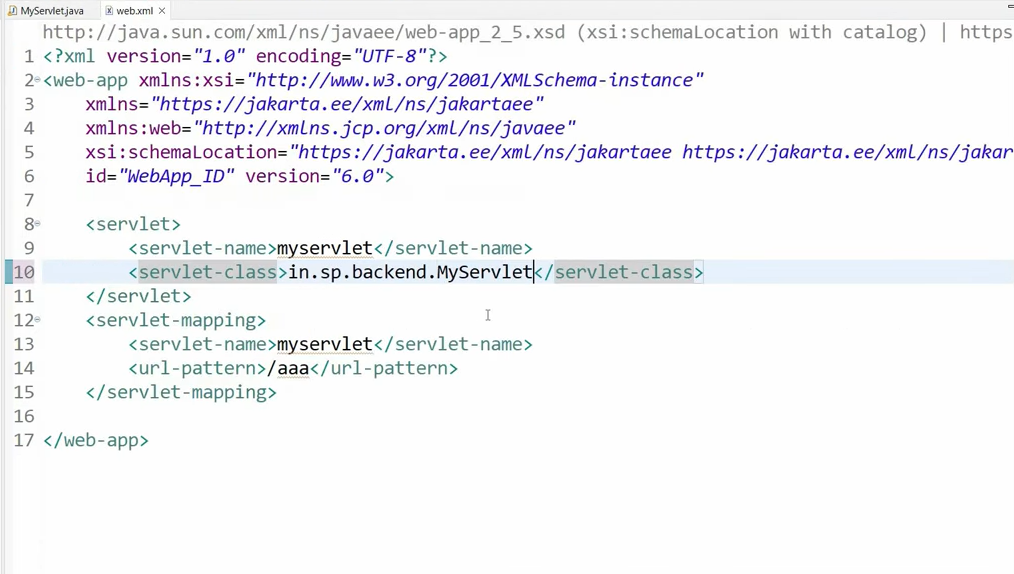 MyServlet.java web.xml
http://java.sun.com/xml/ns/javaee/web-app_2_5.xsd (xsi:schemaLocation with catalog) | https
1 <?xml version="1.0" encoding="UTF-8"?>
2 <web-app xmlns:xsi="http://www.w3.org/2001/XMLSchema-instance"
3 xmlns="https://jakarta.ee/xml/ns/jakartaee"
4 xmlns:web="http://xmlns.jcp.org/xml/ns/javaee"
5 xsi:schemaLocation="https://jakarta.ee/xml/ns/jakartaee https://jakarta.ee/xml/ns/jakar
6 id="WebApp_ID" version="6.0">
7
8 <servlet>
9 <servlet-name>myservlet</servlet-name>
10 <servlet-class>in.sp.backend.MyServlet</servlet-class>
11 </servlet>
12 <servlet-mapping>
13 <servlet-name>myservlet</servlet-name>
14 <url-pattern>/aaa</url-pattern>
15 </servlet-mapping>
16
17 </web-app>